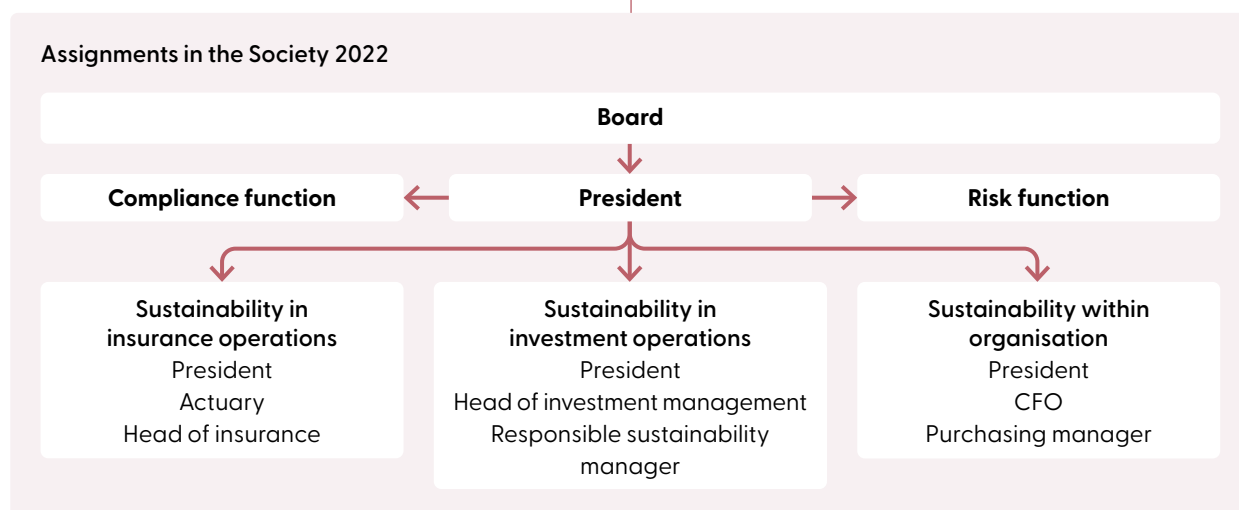 Assignments in the Society 2022
Board
Compliance function
President
Risk function
Sustainability in
insurance operations
President
Actuary
Head of insurance
Sustainability in
investment operations
President
Head of investment management
Responsible sustainability
manager
Sustainability within
organisation
President
CFO
Purchasing manager